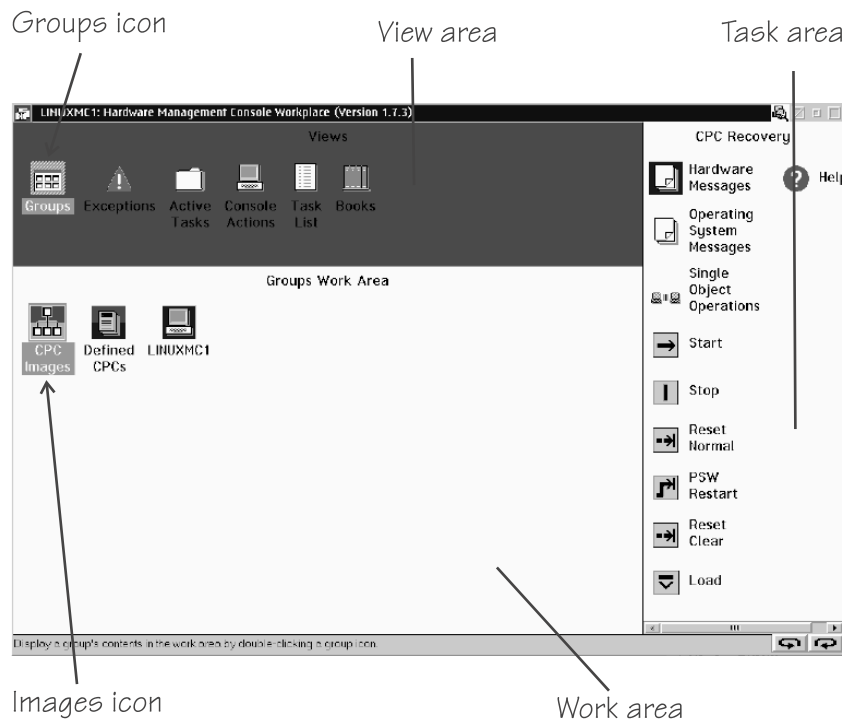 Groups icon
View area
Task area
LINUXMC1: Hardware Management Console Workplace (Version 1.7.3)
Views
CPC Recovery
Groups
Exceptions
Active
Tasks
Console
Actions
Task
List
Books
Hardware
Messages
Help
Operating
System
Messages
Single
Object
Operations
Start
Stop
Reset
Normal
PSW
Restart
Reset
Clear
Load
Groups Work Area
CPC
Images
Defined
CPCs
LINUXMC1
Display a group's contents in the work area by double-clicking a group icon.
Images icon
Work area